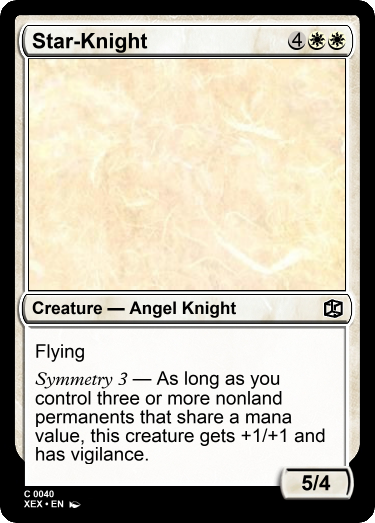 Star-Knight 4
Creature — Angel Knight
Flying
Symmetry 3 — As long as you
control three or more nonland
permanents that share a mana
value, this creature gets +1/+1 and
has vigilance.
5/4
C 0040
XEX • EN